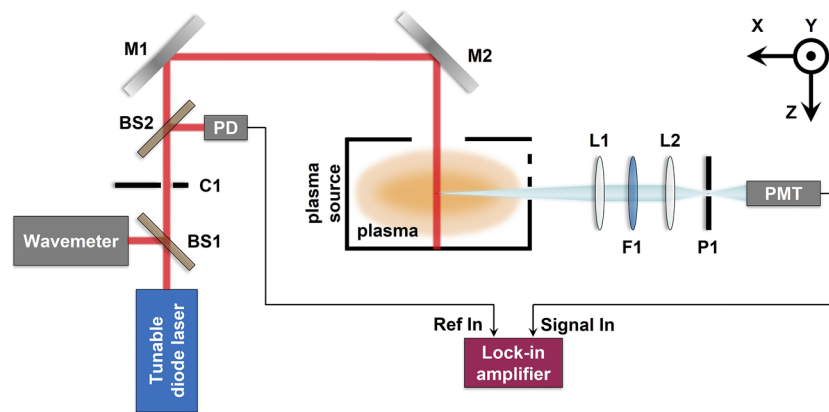 M1
M2
X
Y
Z
BS2
PD
C1
L1
L2
plasma
source
plasma
PMT
Wavemeter
BS1
F1
P1
Tunable
diode laser
Ref In
Signal In
Lock-in
amplifier